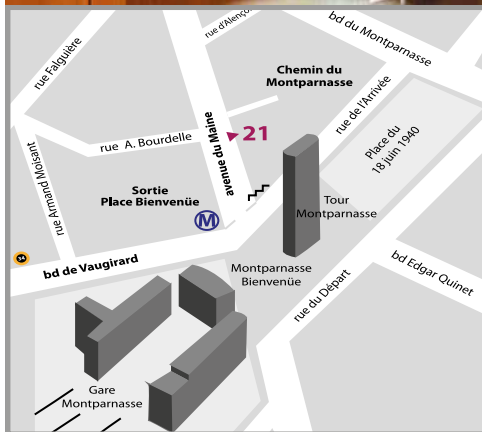 rue d'Alenço
bd du Montparnasse
rue Falguière
Chemin du
Montparnasse
rue de l'Arrivée
rue A. Bourdelle
avenue du Maine
21
Place du
18 juin 1940
rue Armand Moisant
Sortie
Place Bienvenüe
M
Tour
Montparnasse
bd de Vaugirard
Montparnasse
Bienvenüe
rue du Départ
bd Edgar Quinet
Gare
Montparnasse